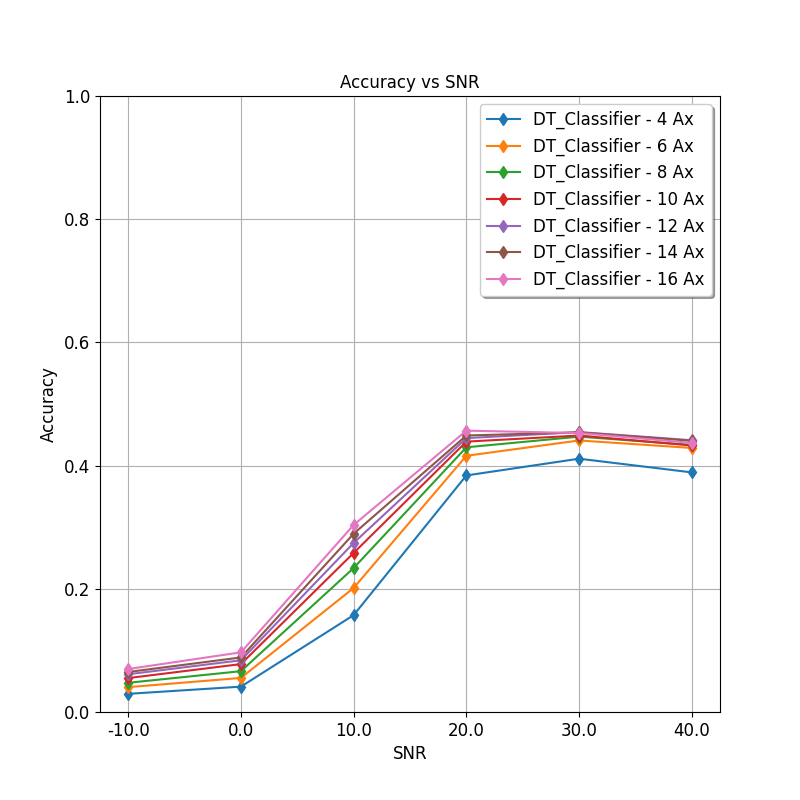 Accuracy vs SNR
1.0
0.8
0.6
0.4
0.2
0.0
Accuracy
DT_Classifier - 4 Ax
DT_Classifier - 6 Ax
DT_Classifier - 8 Ax
DT_Classifier - 10 Ax
DT_Classifier - 12 Ax
DT_Classifier - 14 Ax
DT_Classifier - 16 Ax
-10.0 0.0 10.0 20.0 30.0 40.0
SNR